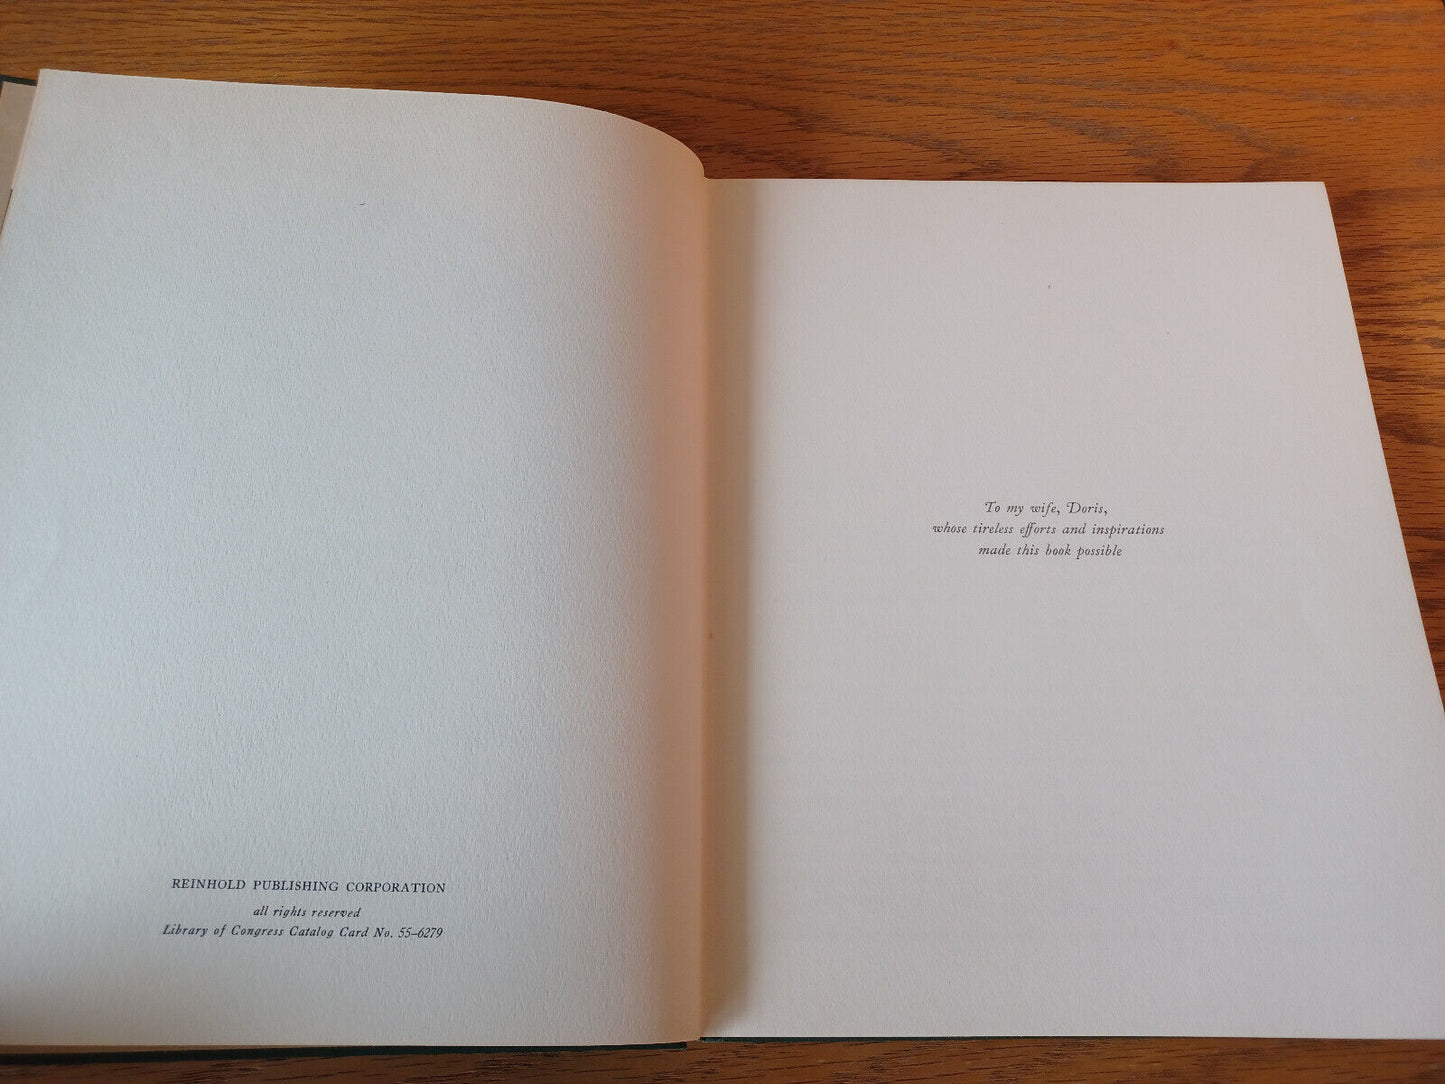 REINHOLD PUBLISHING CORPORATION
all rights reserved
Library of Congress Catalog Card No. 55–6279
To my wife, Doris,
whose tireless efforts and inspirations
made this book possible